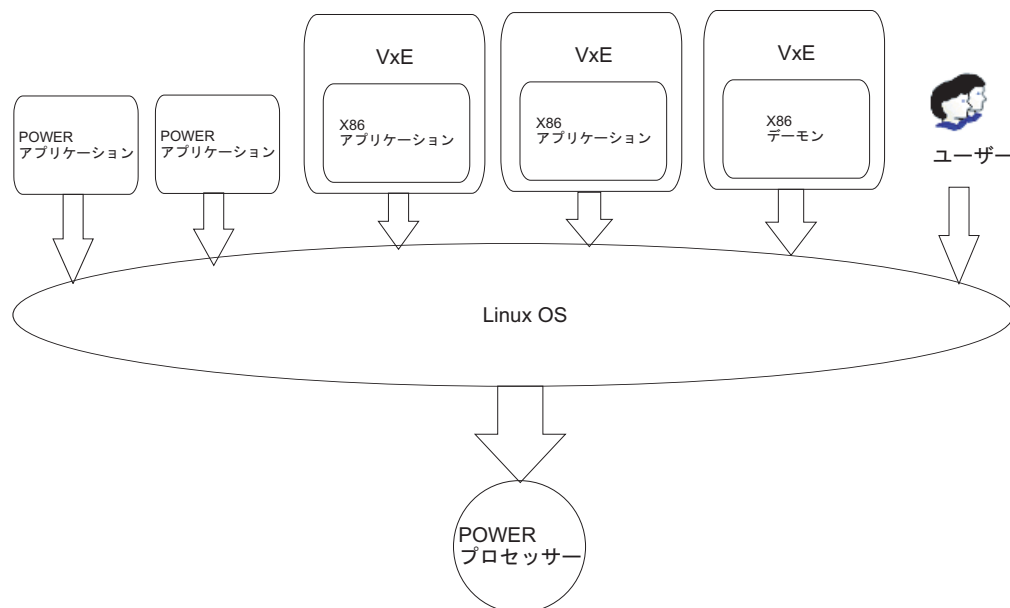 VxE
VxE
VxE
POWER
アプリケーション
POWER
アプリケーション
X86
アプリケーション
X86
アプリケーション
X86
デーモン
ユーザー
Linux OS
POWER
プロセッサー